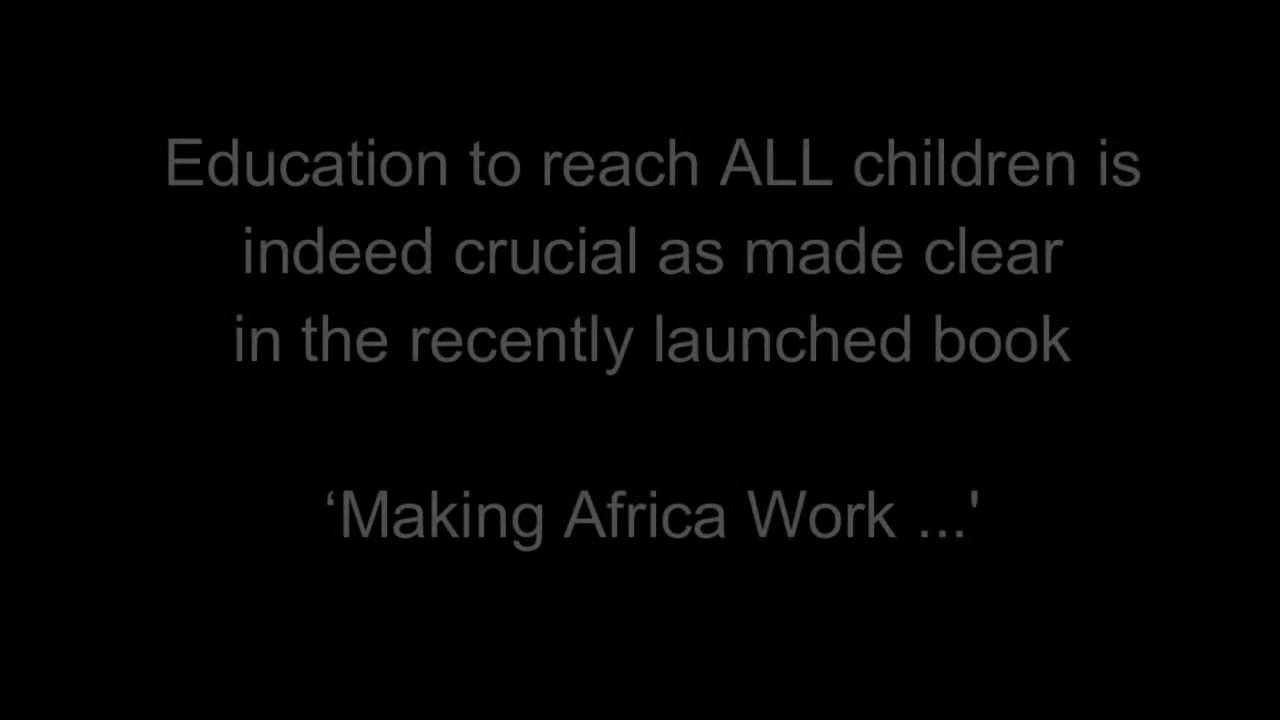 Education to reach ALL children is
indeed crucial as made clear
in the recently launched book
‘Making Africa Work ...'